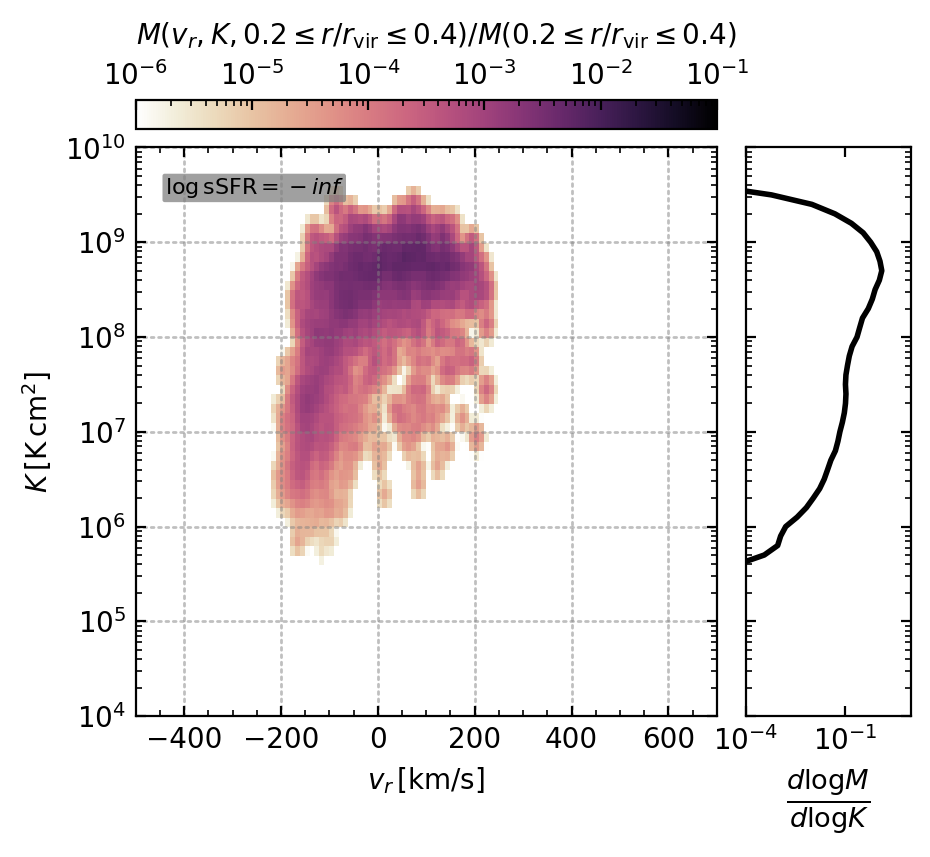 M(v_r, K, 0.2 ≤ r/r_vir ≤ 0.4)/M(0.2 ≤ r/r_vir ≤ 0.4)
10^−6 10^−5 10^−4 10^−3 10^−2 10^−1
10^10
log sSFR = −inf
10^9
10^8
K [K cm^2]
10^7
10^6
10^5
10^4
−400 −200 0 200 400 600 10^−4 10^−1
v_r [km/s]
dlogM
dlogK